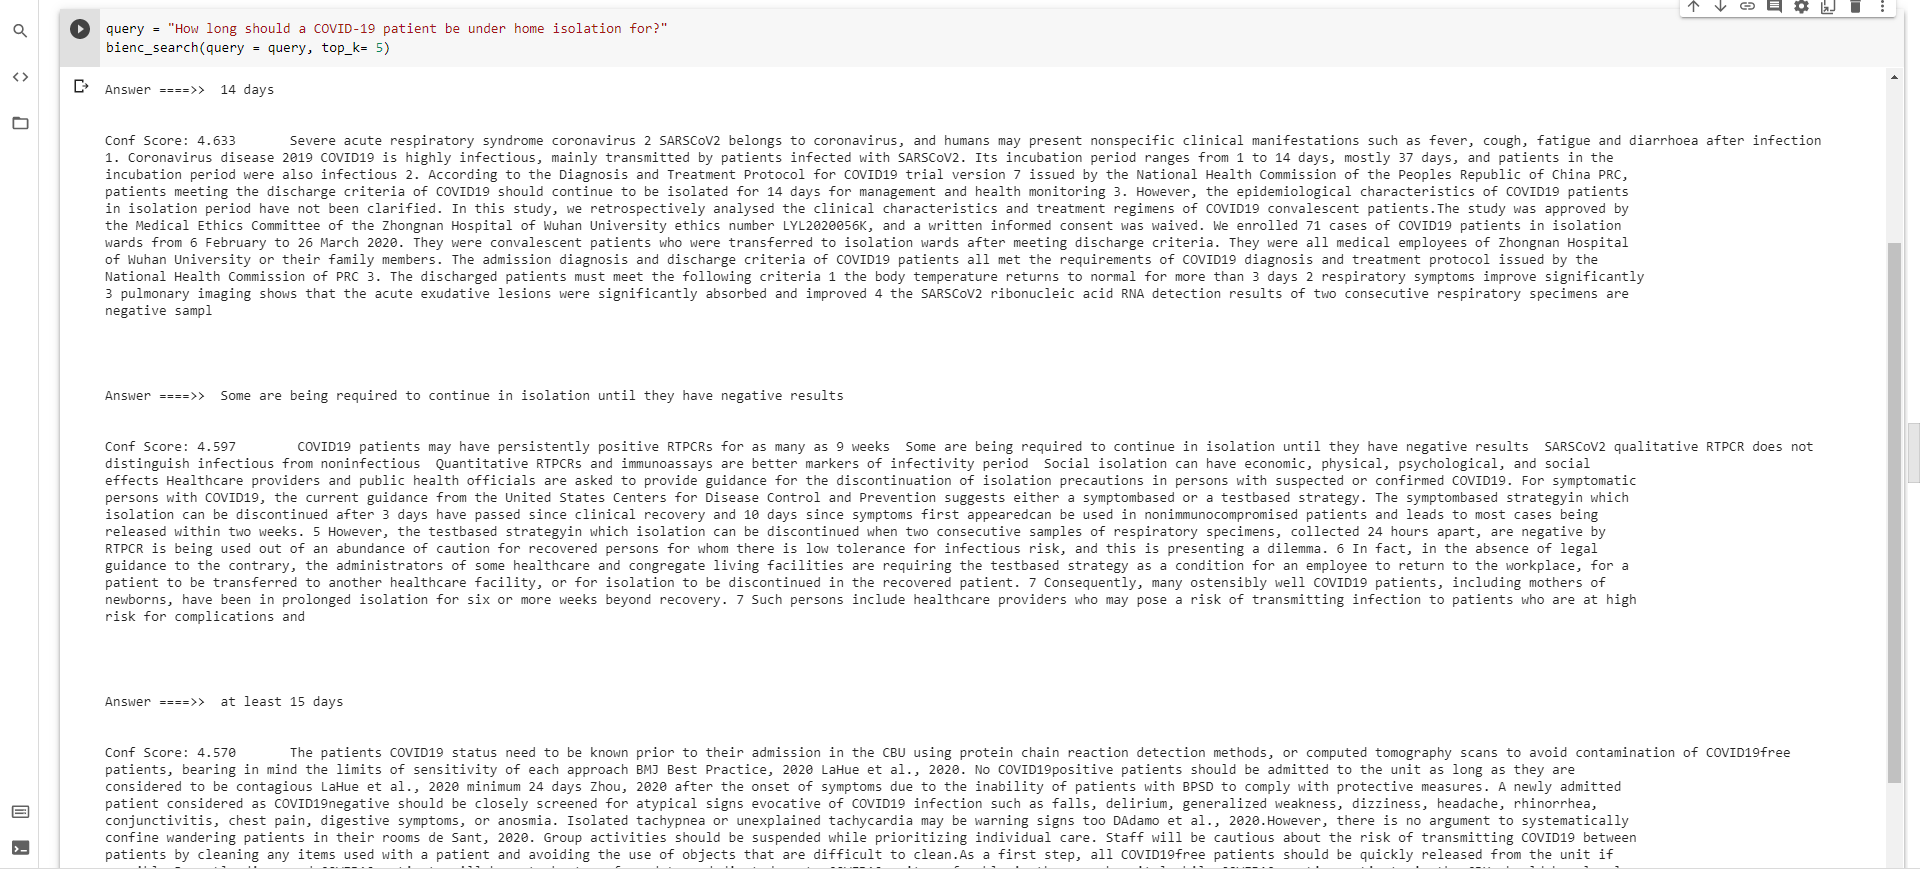 query = "How long should a COVID-19 patient be under home isolation for?"
bienc_search(query = query, top_k= 5)
Answer ====>>  14 days
Conf Score: 4.633       Severe acute respiratory syndrome coronavirus 2 SARSCoV2 belongs to coronavirus, and humans may present nonspecific clinical manifestations such as fever, cough, fatigue and diarrhoea after infection
1. Coronavirus disease 2019 COVID19 is highly infectious, mainly transmitted by patients infected with SARSCoV2. Its incubation period ranges from 1 to 14 days, mostly 37 days, and patients in the
incubation period were also infectious 2. According to the Diagnosis and Treatment Protocol for COVID19 trial version 7 issued by the National Health Commission of the Peoples Republic of China PRC,
patients meeting the discharge criteria of COVID19 should continue to be isolated for 14 days for management and health monitoring 3. However, the epidemiological characteristics of COVID19 patients
in isolation period have not been clarified. In this study, we retrospectively analysed the clinical characteristics and treatment regimens of COVID19 convalescent patients.The study was approved by
the Medical Ethics Committee of the Zhongnan Hospital of Wuhan University ethics number LYL2020056K, and a written informed consent was waived. We enrolled 71 cases of COVID19 patients in isolation
wards from 6 February to 26 March 2020. They were convalescent patients who were transferred to isolation wards after meeting discharge criteria. They were all medical employees of Zhongnan Hospital
of Wuhan University or their family members. The admission diagnosis and discharge criteria of COVID19 patients all met the requirements of COVID19 diagnosis and treatment protocol issued by the
National Health Commission of PRC 3. The discharged patients must meet the following criteria 1 the body temperature returns to normal for more than 3 days 2 respiratory symptoms improve significantly
3 pulmonary imaging shows that the acute exudative lesions were significantly absorbed and improved 4 the SARSCoV2 ribonucleic acid RNA detection results of two consecutive respiratory specimens are
negative sampl
Answer ====>>  Some are being required to continue in isolation until they have negative results
Conf Score: 4.597        COVID19 patients may have persistently positive RTPCRs for as many as 9 weeks  Some are being required to continue in isolation until they have negative results  SARSCoV2 qualitative RTPCR does not
distinguish infectious from noninfectious  Quantitative RTPCRs and immunoassays are better markers of infectivity period  Social isolation can have economic, physical, psychological, and social
effects Healthcare providers and public health officials are asked to provide guidance for the discontinuation of isolation precautions in persons with suspected or confirmed COVID19. For symptomatic
persons with COVID19, the current guidance from the United States Centers for Disease Control and Prevention suggests either a symptombased or a testbased strategy. The symptombased strategyin which
isolation can be discontinued after 3 days have passed since clinical recovery and 10 days since symptoms first appearedcan be used in nonimmunocompromised patients and leads to most cases being
released within two weeks. 5 However, the testbased strategyin which isolation can be discontinued when two consecutive samples of respiratory specimens, collected 24 hours apart, are negative by
RTPCR is being used out of an abundance of caution for recovered persons for whom there is low tolerance for infectious risk, and this is presenting a dilemma. 6 In fact, in the absence of legal
guidance to the contrary, the administrators of some healthcare and congregate living facilities are requiring the testbased strategy as a condition for an employee to return to the workplace, for a
patient to be transferred to another healthcare facility, or for isolation to be discontinued in the recovered patient. 7 Consequently, many ostensibly well COVID19 patients, including mothers of
newborns, have been in prolonged isolation for six or more weeks beyond recovery. 7 Such persons include healthcare providers who may pose a risk of transmitting infection to patients who are at high
risk for complications and
Answer ====>>  at least 15 days
Conf Score: 4.570       The patients COVID19 status need to be known prior to their admission in the CBU using protein chain reaction detection methods, or computed tomography scans to avoid contamination of COVID19free
patients, bearing in mind the limits of sensitivity of each approach BMJ Best Practice, 2020 LaHue et al., 2020. No COVID19positive patients should be admitted to the unit as long as they are
considered to be contagious LaHue et al., 2020 minimum 24 days Zhou, 2020 after the onset of symptoms due to the inability of patients with BPSD to comply with protective measures. A newly admitted
patient considered as COVID19negative should be closely screened for atypical signs evocative of COVID19 infection such as falls, delirium, generalized weakness, dizziness, headache, rhinorrhea,
conjunctivitis, chest pain, digestive symptoms, or anosmia. Isolated tachypnea or unexplained tachycardia may be warning signs too DAdamo et al., 2020.However, there is no argument to systematically
confine wandering patients in their rooms de Sant, 2020. Group activities should be suspended while prioritizing individual care. Staff will be cautious about the risk of transmitting COVID19 between
patients by cleaning any items used with a patient and avoiding the use of objects that are difficult to clean.As a first step, all COVID19free patients should be quickly released from the unit if